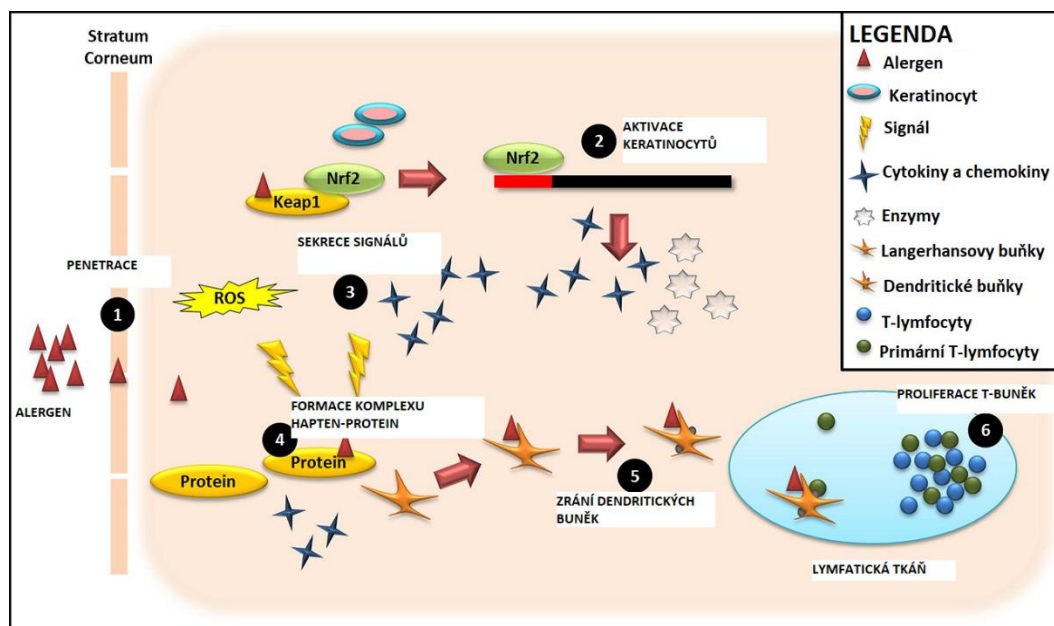 Stratum
Corneum
PENETRACE
1
ALERGEN
Nrf2
Keap1
ROS
SEKRECE SIGNÁLŮ
3
Nrf2
2
AKTIVACE
KERATINOCYTŮ
FORMACE KOMPLEXU
HAPTEN-PROTEIN
4
Protein
Protein
5
ZRÁNÍ DENDRITICKÝCH
BUNĚK
PROLIFERACE T-BUNĚK
6
LYMFATICKÁ TKÁŇ
LEGENDA
Alergen
Keratinocyt
Signál
Cytokiny a chemokiny
Enzymy
Langerhansovy buňky
Dendritické buňky
T-lymfocyty
Primární T-lymfocyty